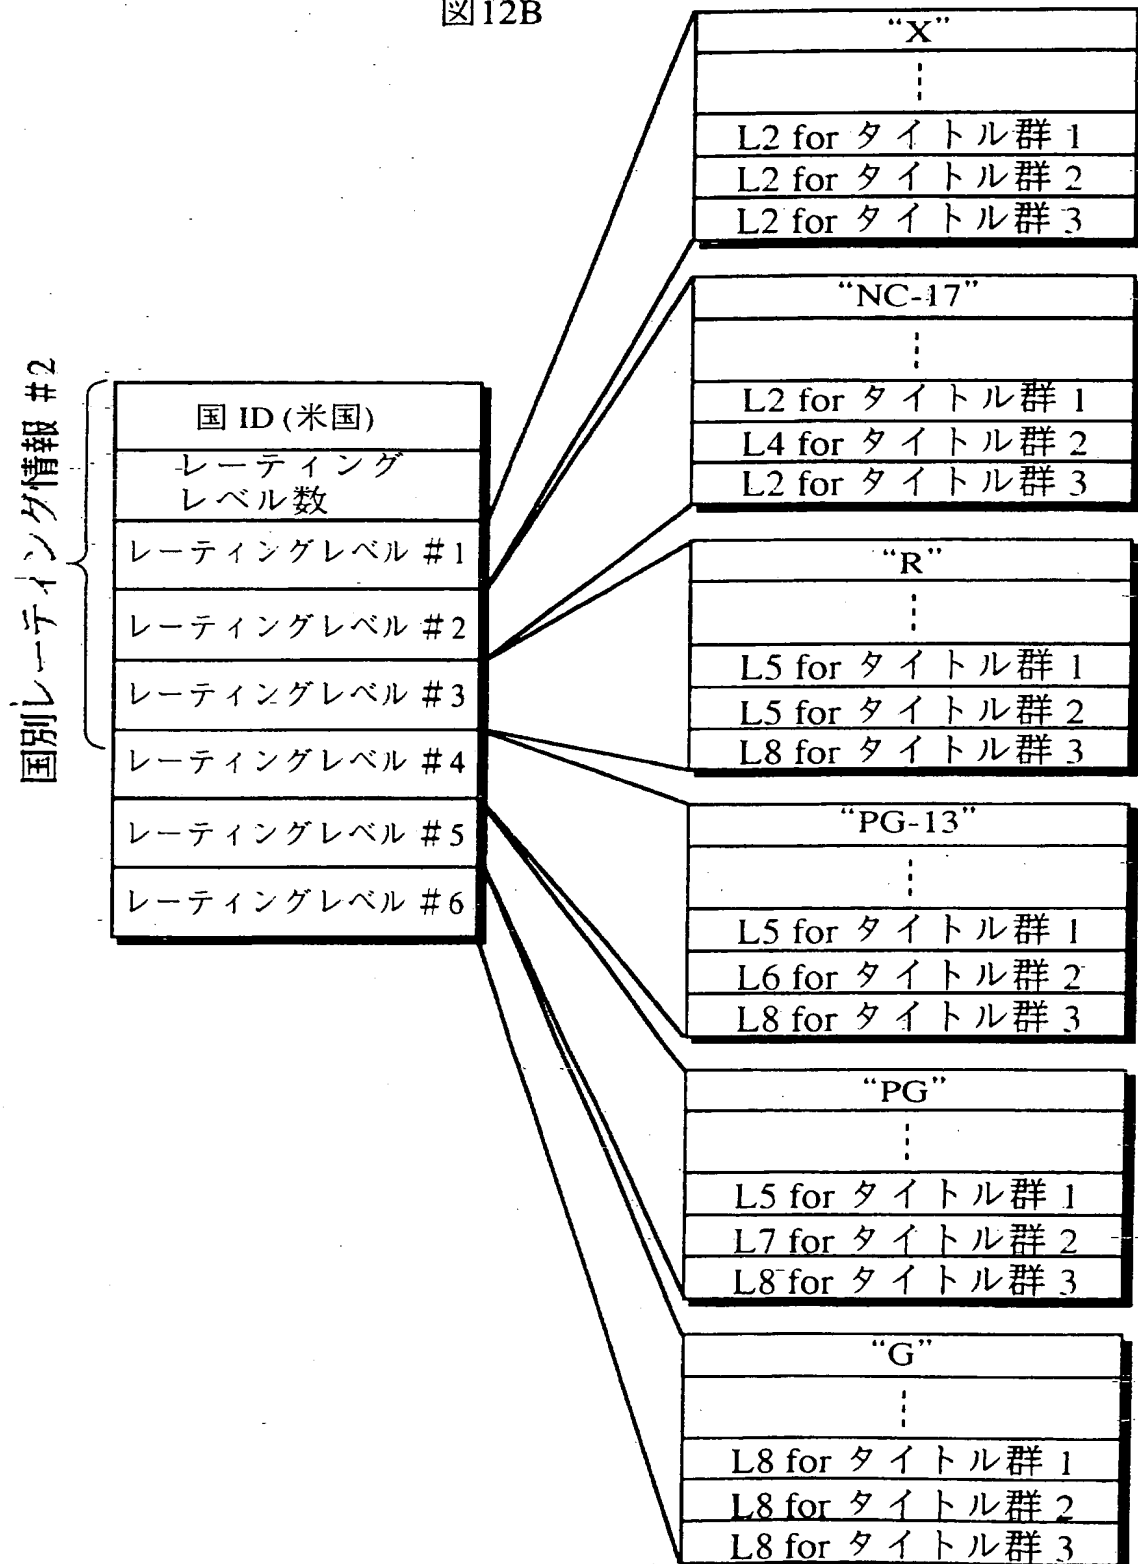 図12B
国別レーティング情報 #2
国 ID (米国)
レーティング
レベル数
レーティングレベル #1
レーティングレベル #2
レーティングレベル #3
レーティングレベル #4
レーティングレベル #5
レーティングレベル #6
“X”
L2 for タイトル群 1
L2 for タイトル群 2
L2 for タイトル群 3
“NC-17”
L2 for タイトル群 1
L4 for タイトル群 2
L2 for タイトル群 3
“R”
L5 for タイトル群 1
L5 for タイトル群 2
L8 for タイトル群 3
“PG-13”
L5 for タイトル群 1
L6 for タイトル群 2
L8 for タイトル群 3
“PG”
L5 for タイトル群 1
L7 for タイトル群 2
L8 for タイトル群 3
“G”
L8 for タイトル群 1
L8 for タイトル群 2
L8 for タイトル群 3